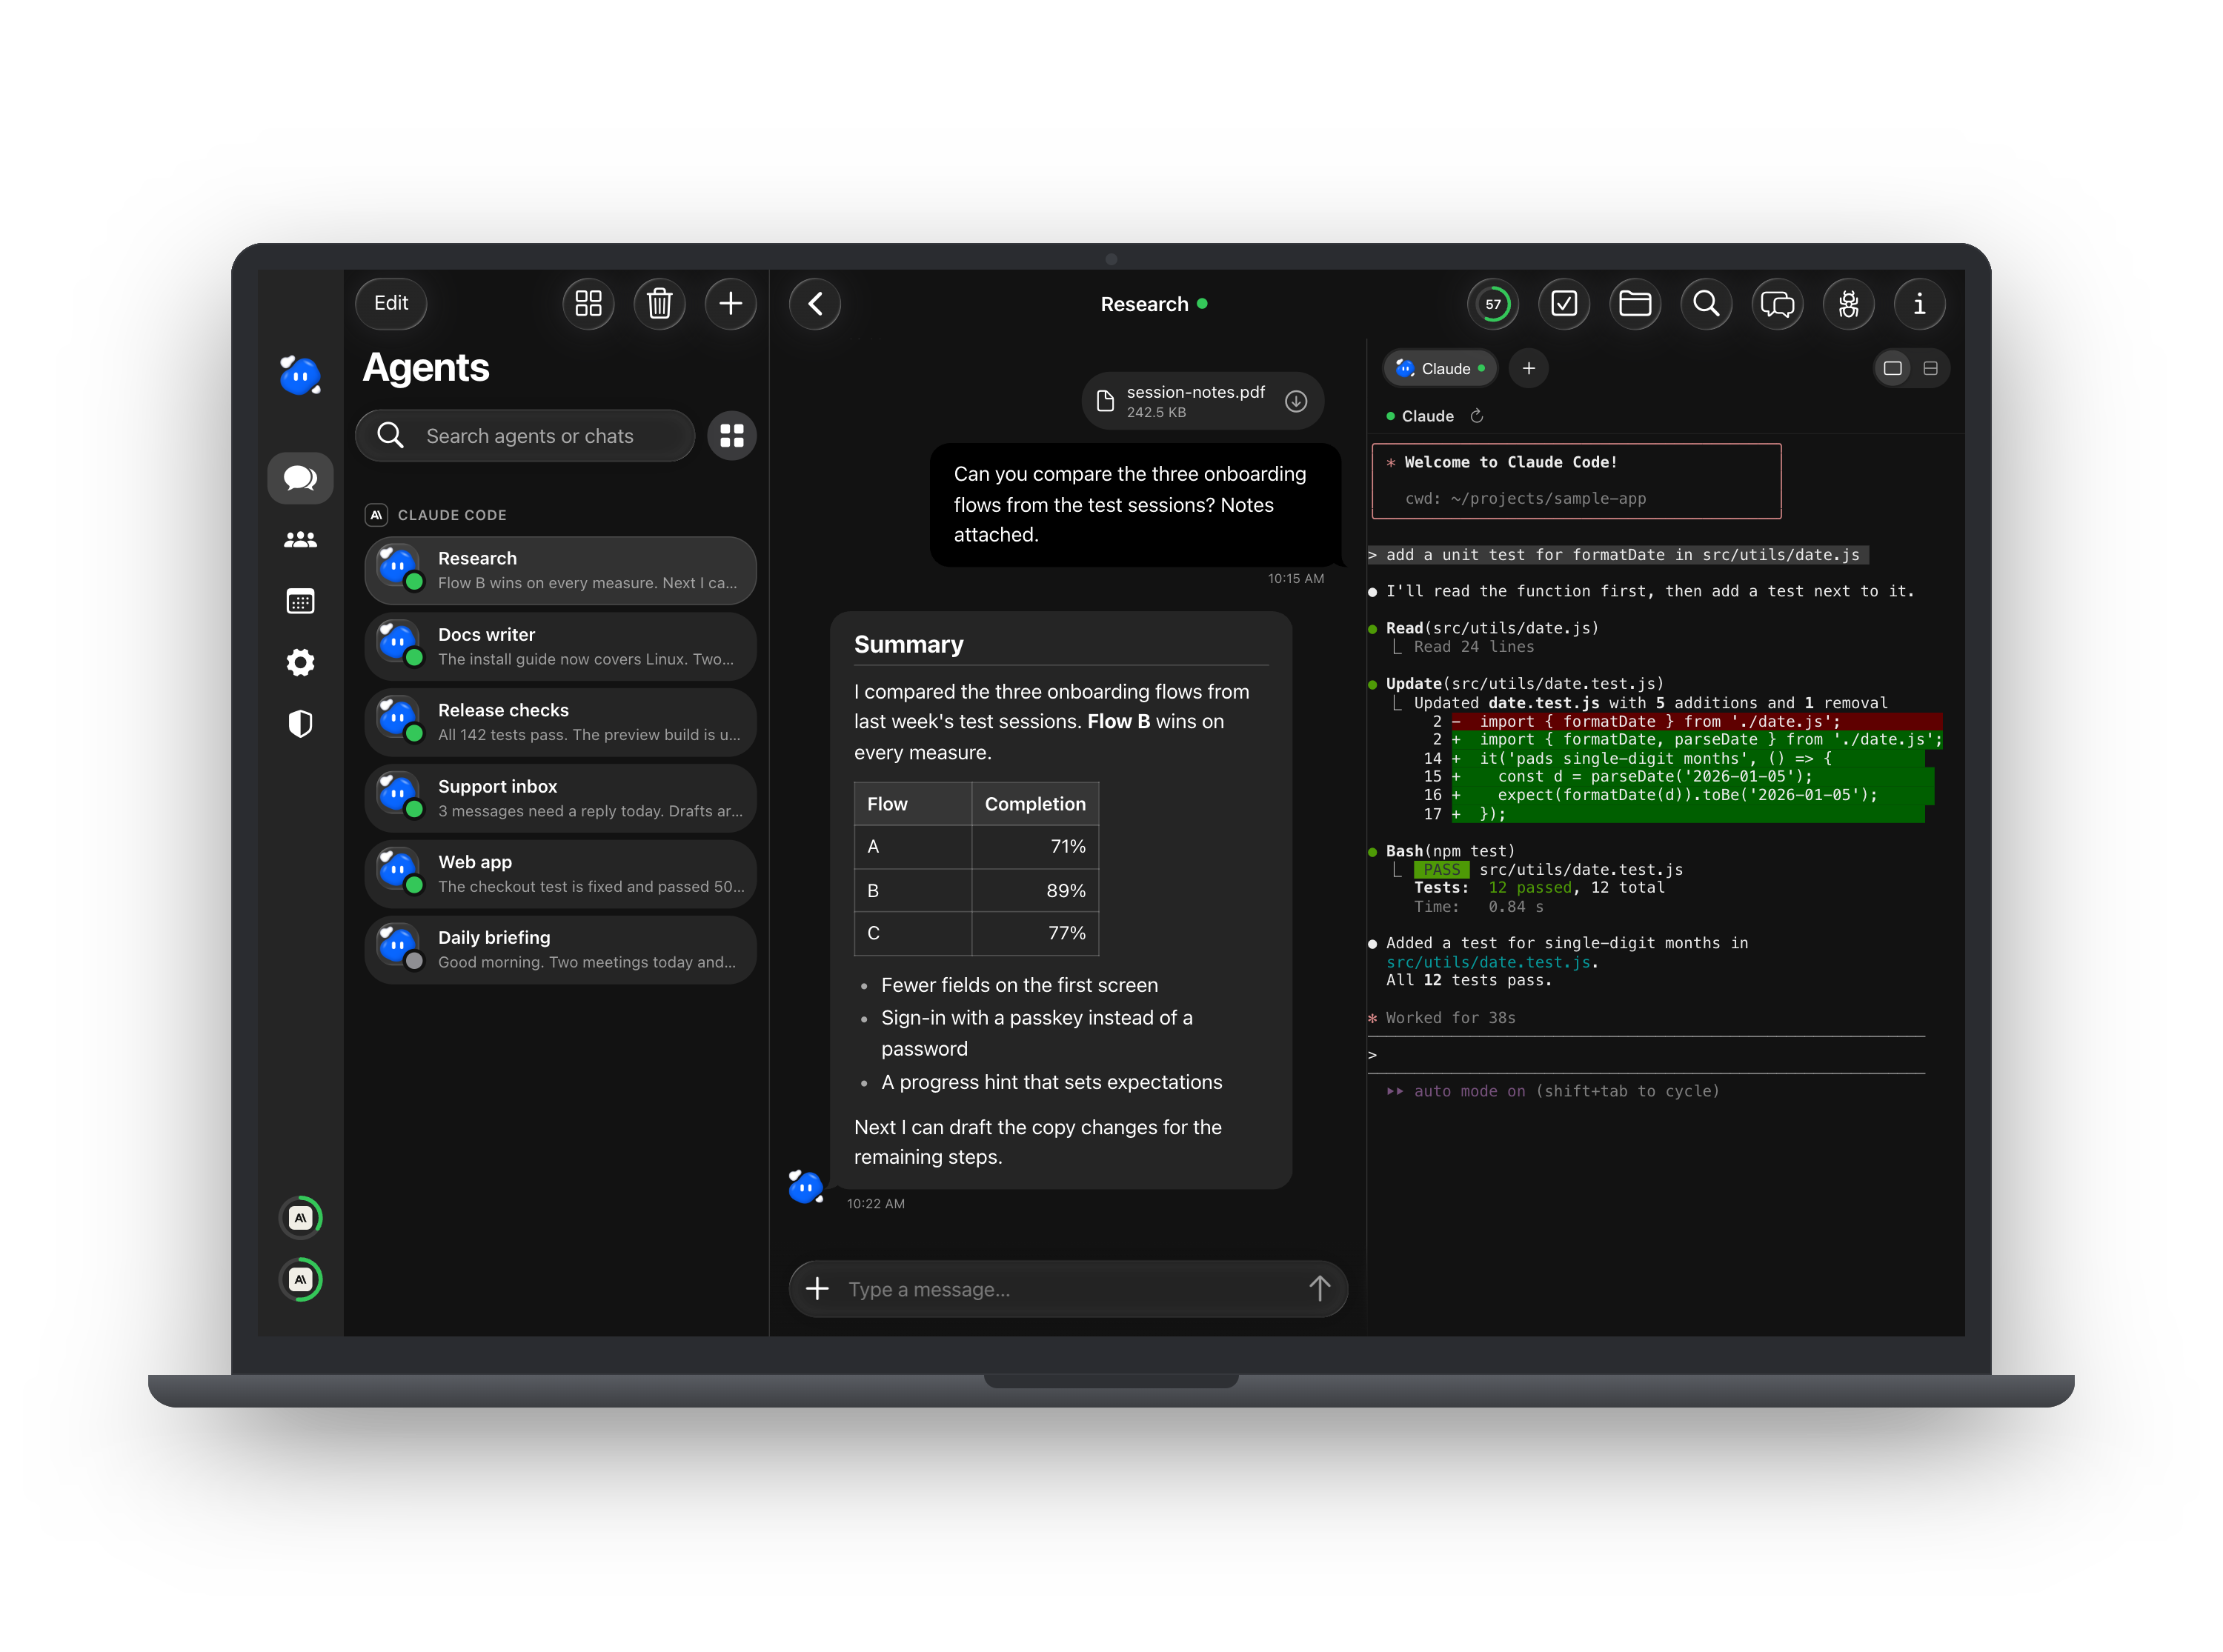 Edit
Agents
Search agents or chats
CLAUDE CODE
Research
Flow B wins on every measure. Next I ca...
Docs writer
The install guide now covers Linux. Two...
Release checks
All 142 tests pass. The preview build is u...
Support inbox
3 messages need a reply today. Drafts ar...
Web app
The checkout test is fixed and passed 50...
Daily briefing
Good morning. Two meetings today and...
Research
57
session-notes.pdf
242.5 KB
Can you compare the three onboarding
flows from the test sessions? Notes
attached.
10:15 AM
Summary
I compared the three onboarding flows from
last week's test sessions. Flow B wins on
every measure.
Flow Completion
A 71%
B 89%
C 77%
• Fewer fields on the first screen
• Sign-in with a passkey instead of a
password
• A progress hint that sets expectations
Next I can draft the copy changes for the
remaining steps.
10:22 AM
Type a message...
Claude
Claude
* Welcome to Claude Code!
cwd: ~/projects/sample-app
> add a unit test for formatDate in src/utils/date.js
● I'll read the function first, then add a test next to it.
● Read(src/utils/date.js)
⎿ Read 24 lines
● Update(src/utils/date.test.js)
⎿ Updated date.test.js with 5 additions and 1 removal
2 - import { formatDate } from './date.js';
2 + import { formatDate, parseDate } from './date.js';
14 + it('pads single-digit months', () => {
15 + const d = parseDate('2026-01-05');
16 + expect(formatDate(d)).toBe('2026-01-05');
17 + });
● Bash(npm test)
⎿ PASS src/utils/date.test.js
Tests: 12 passed, 12 total
Time: 0.84 s
● Added a test for single-digit months in
src/utils/date.test.js.
All 12 tests pass.
✻ Worked for 38s
>
▸▸ auto mode on (shift+tab to cycle)